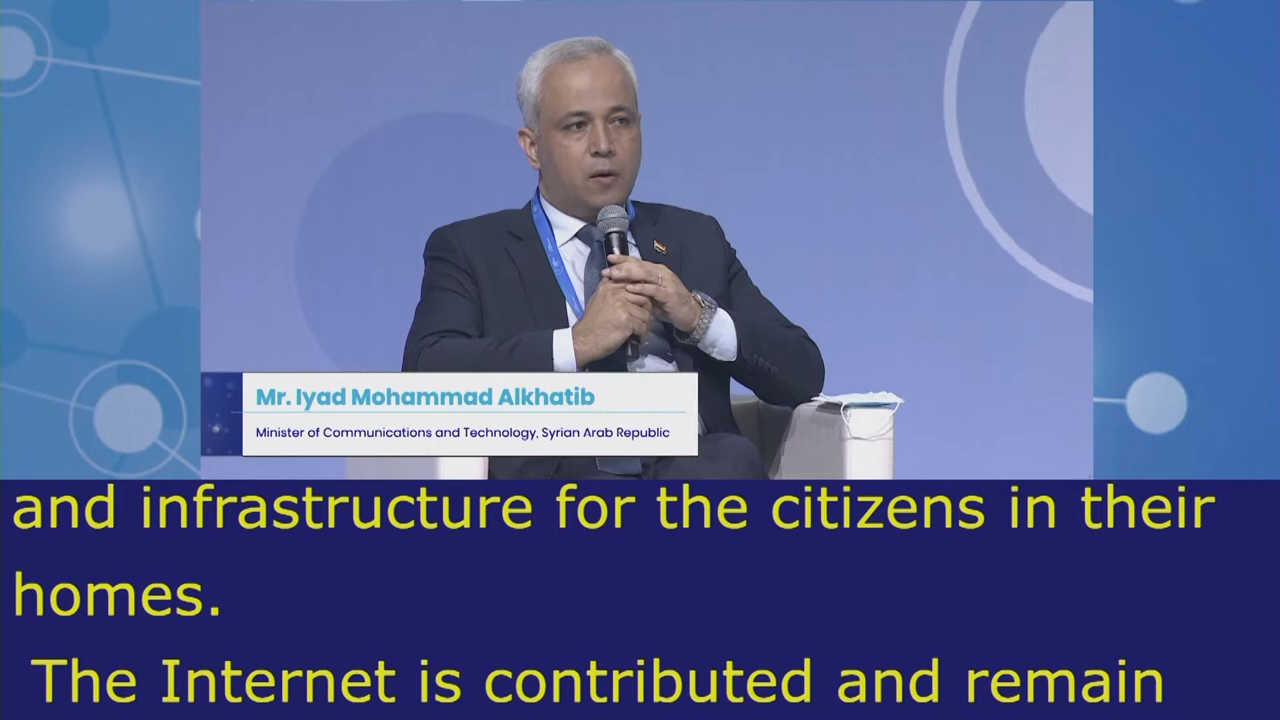 Mr. Iyad Mohammad Alkhatib
Minister of Communications and Technology, Syrian Arab Republic
and infrastructure for the citizens in their
homes.
The Internet is contributed and remain